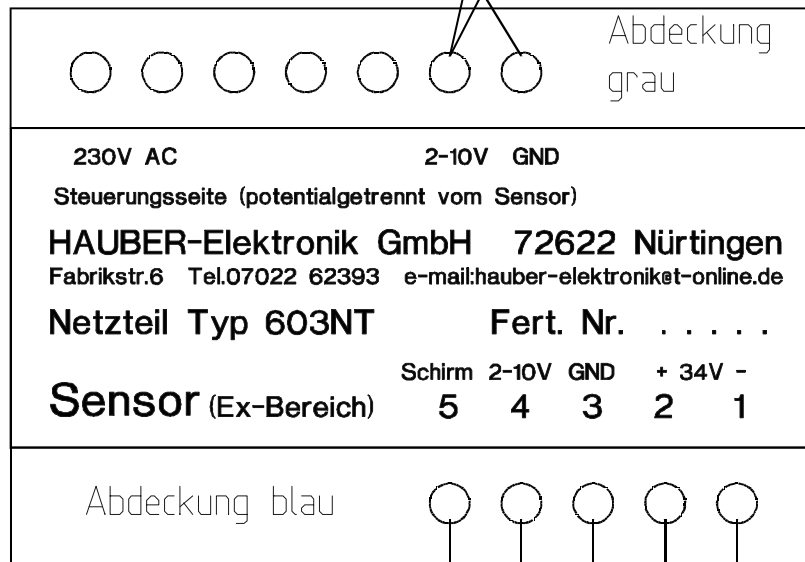 Abdeckung
grau
230V AC 2-10V GND
Steuerungsseite (potentialgetrennt vom Sensor)
HAUBER-Elektronik GmbH 72622 Nürtingen
Fabrikstr.6 Tel.07022 62393 e-mail:hauber-elektronik@t-online.de
Netzteil Typ 603NT Fert. Nr. . . . . .
Schirm 2-10V GND + 34V -
Sensor (Ex-Bereich) 5 4 3 2 1
Abdeckung blau